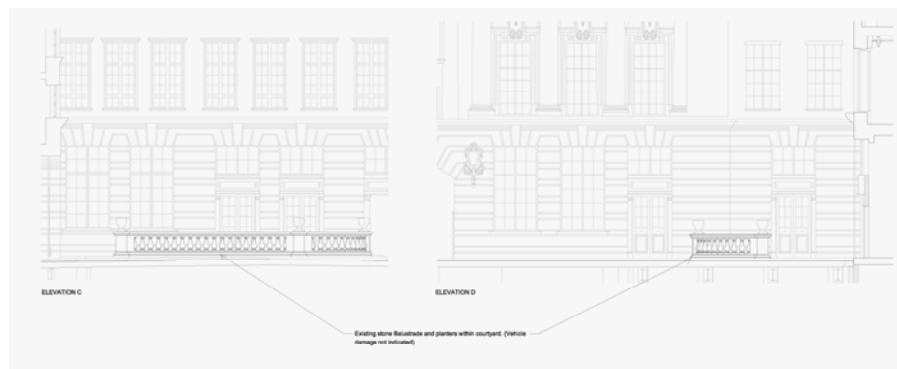 ELEVATION C
ELEVATION D
Existing stone Balustrade and planters within courtyard. (Vehicle
damage not indicated)